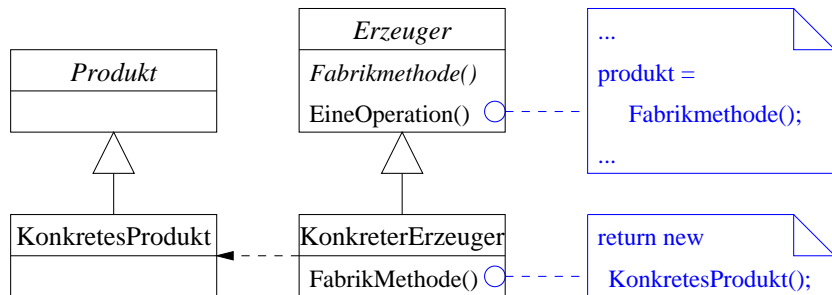 Produkt
Erzeuger
Fabrikmethode()
EineOperation()
...
produkt =
Fabrikmethode();
...
KonkretesProdukt
KonkreterErzeuger
FabrikMethode()
return new
KonkretesProdukt();